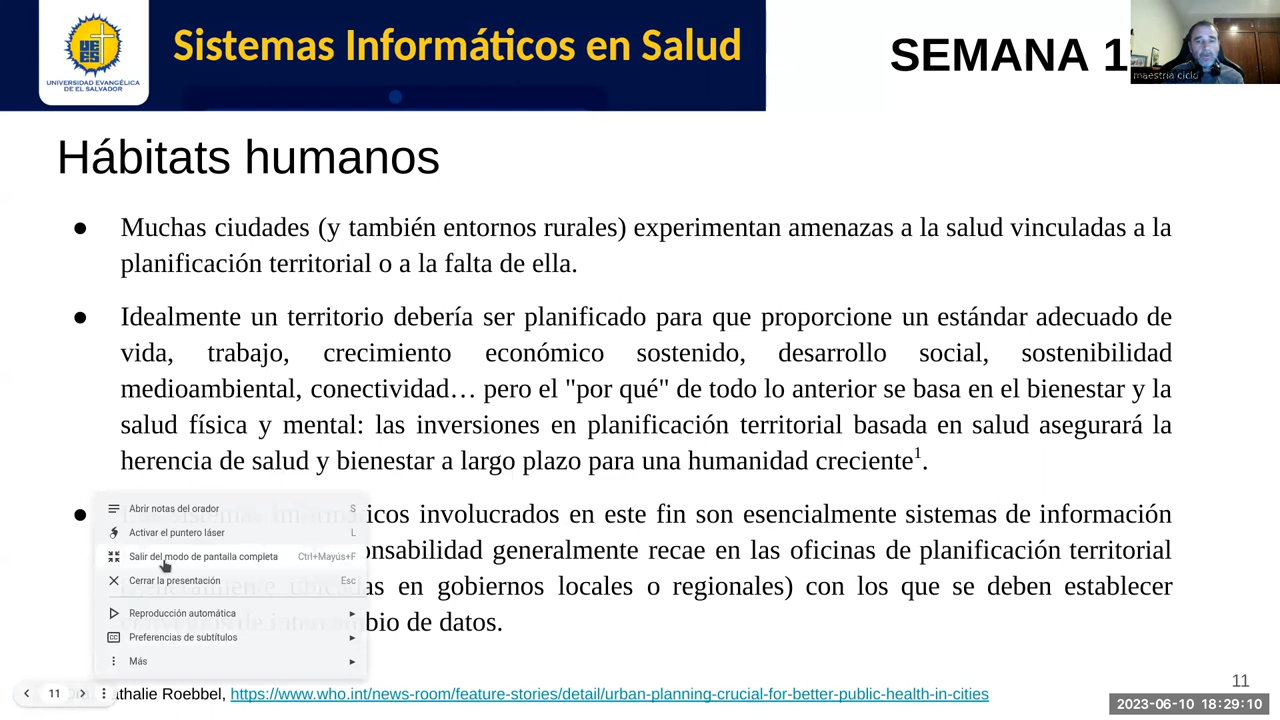 UEES
UNIVERSIDAD EVANGÉLICA
DE EL SALVADOR
Sistemas Informáticos en Salud
SEMANA 1
maestria ciclo
Hábitats humanos
● Muchas ciudades (y también entornos rurales) experimentan amenazas a la salud vinculadas a la
planificación territorial o a la falta de ella.
● Idealmente un territorio debería ser planificado para que proporcione un estándar adecuado de
vida, trabajo, crecimiento económico sostenido, desarrollo social, sostenibilidad
medioambiental, conectividad… pero el "por qué" de todo lo anterior se basa en el bienestar y la
salud física y mental: las inversiones en planificación territorial basada en salud asegurará la
herencia de salud y bienestar a largo plazo para una humanidad creciente1.
● icos involucrados en este fin son esencialmente sistemas de información
onsabilidad generalmente recae en las oficinas de planificación territorial
as en gobiernos locales o regionales) con los que se deben establecer
bio de datos.
Abrir notas del orador S
Activar el puntero láser L
Salir del modo de pantalla completa Ctrl+Mayús+F
Cerrar la presentación Esc
Reproducción automática
Preferencias de subtítulos
Más
11
athalie Roebbel, https://www.who.int/news-room/feature-stories/detail/urban-planning-crucial-for-better-public-health-in-cities
11
2023-06-10 18:29:10